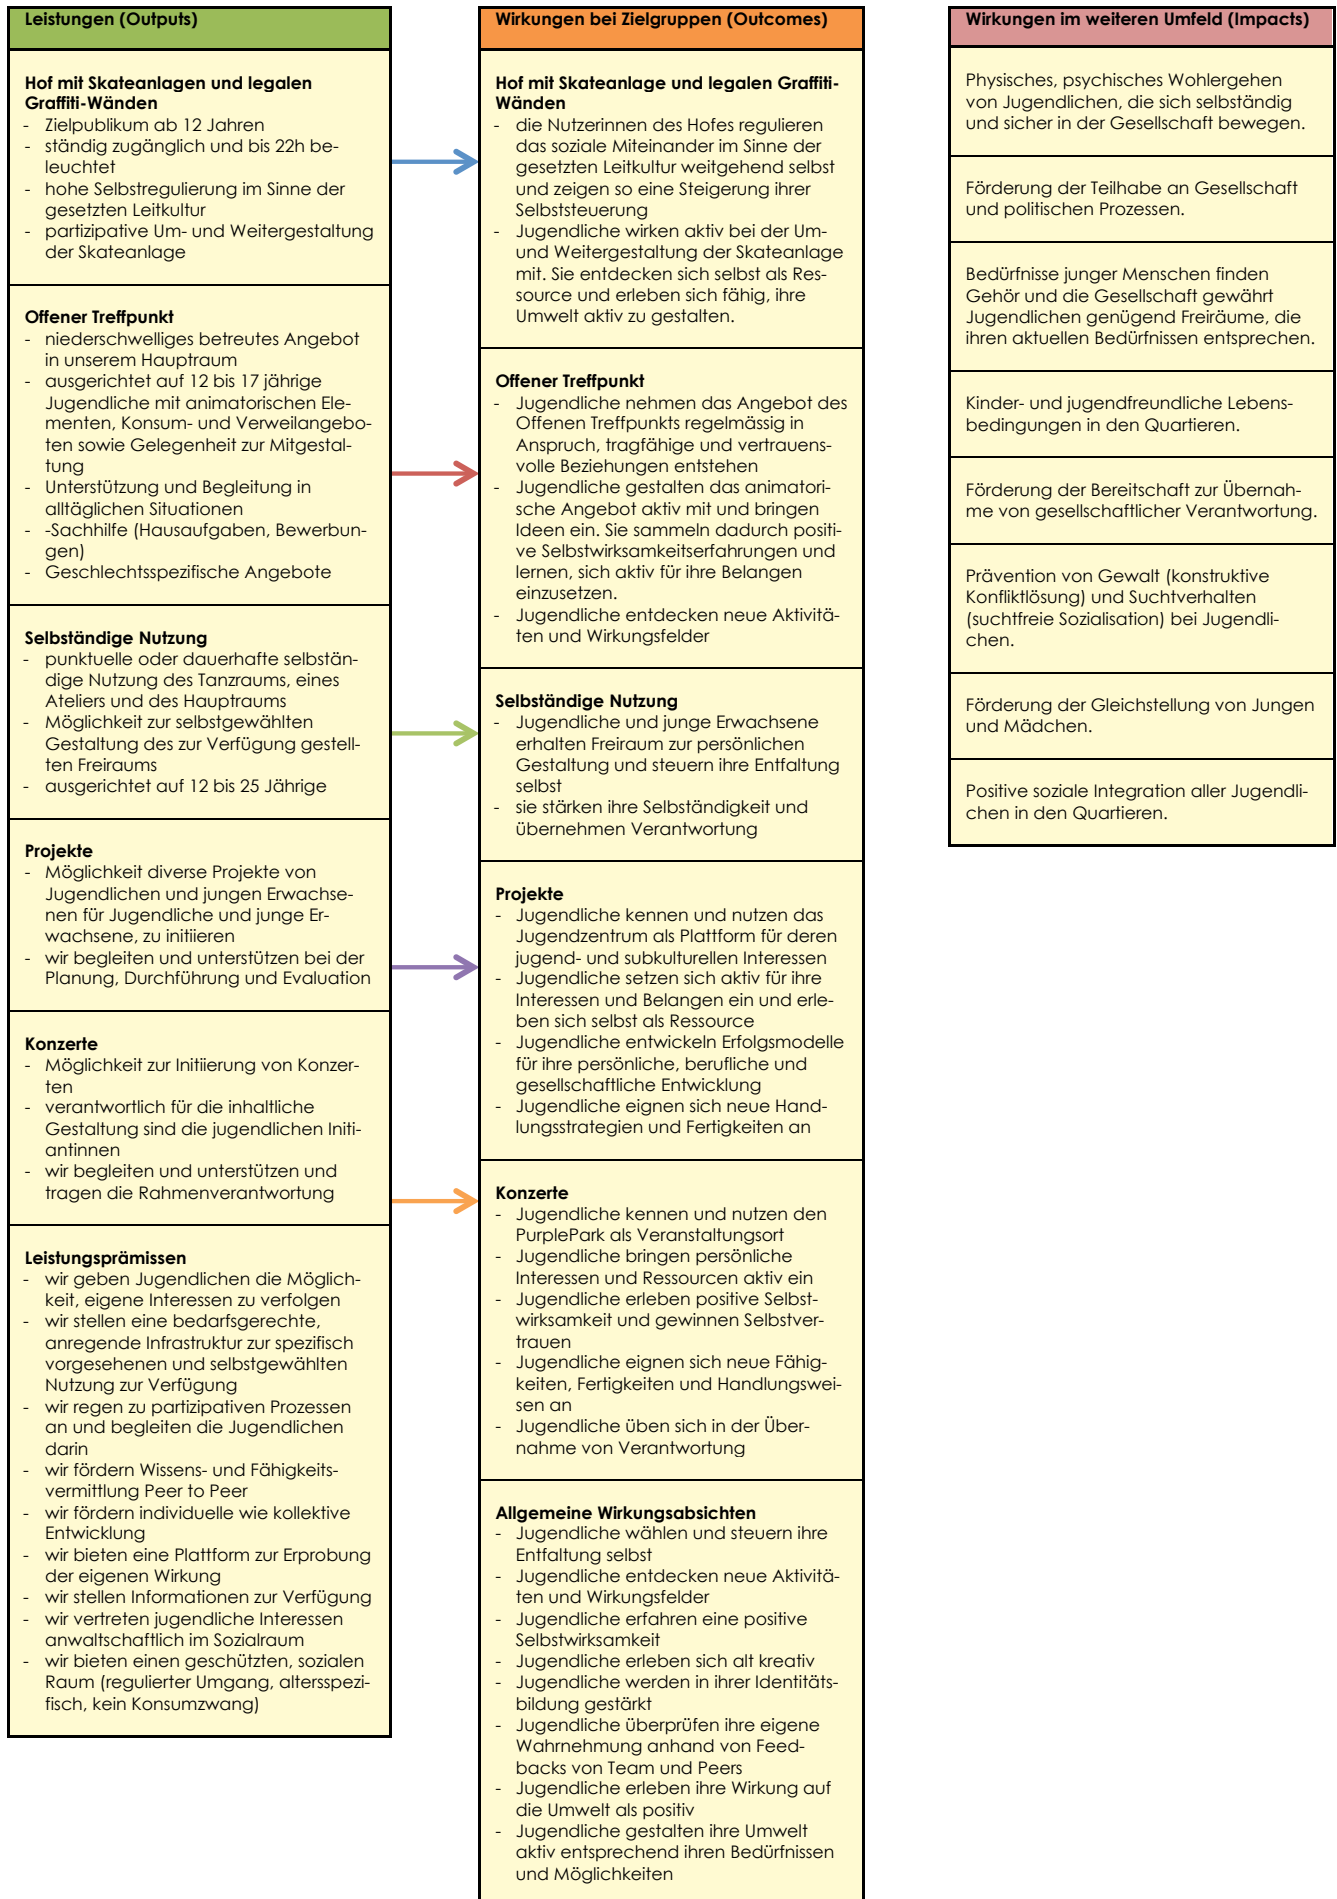 Leistungen (Outputs)
Hof mit Skateanlagen und legalen
Graffiti-Wänden
- Zielpublikum ab 12 Jahren
- ständig zugänglich und bis 22h be-
leuchtet
- hohe Selbstregulierung im Sinne der
gesetzten Leitkultur
- partizipative Um- und Weitergestaltung
der Skateanlage
Offener Treffpunkt
- niederschwelliges betreutes Angebot
in unserem Hauptraum
- ausgerichtet auf 12 bis 17 jährige
Jugendliche mit animatorischen Ele-
menten, Konsum- und Verweilangebo-
ten sowie Gelegenheit zur Mitgestal-
tung
- Unterstützung und Begleitung in
alltäglichen Situationen
- -Sachhilfe (Hausaufgaben, Bewerbun-
gen)
- Geschlechtsspezifische Angebote
Selbständige Nutzung
- punktuelle oder dauerhafte selbstän-
dige Nutzung des Tanzraums, eines
Ateliers und des Hauptraums
- Möglichkeit zur selbstgewählten
Gestaltung des zur Verfügung gestell-
ten Freiraums
- ausgerichtet auf 12 bis 25 Jährige
Projekte
- Möglichkeit diverse Projekte von
Jugendlichen und jungen Erwachse-
nen für Jugendliche und junge Er-
wachsene, zu initiieren
- wir begleiten und unterstützen bei der
Planung, Durchführung und Evaluation
Konzerte
- Möglichkeit zur Initiierung von Konzer-
ten
- verantwortlich für die inhaltliche
Gestaltung sind die jugendlichen Initi-
antinnen
- wir begleiten und unterstützen und
tragen die Rahmenverantwortung
Leistungsprämissen
- wir geben Jugendlichen die Möglich-
keit, eigene Interessen zu verfolgen
- wir stellen eine bedarfsgerechte,
anregende Infrastruktur zur spezifisch
vorgesehenen und selbstgewählten
Nutzung zur Verfügung
- wir regen zu partizipativen Prozessen
an und begleiten die Jugendlichen
darin
- wir fördern Wissens- und Fähigkeits-
vermittlung Peer to Peer
- wir fördern individuelle wie kollektive
Entwicklung
- wir bieten eine Plattform zur Erprobung
der eigenen Wirkung
- wir stellen Informationen zur Verfügung
- wir vertreten jugendliche Interessen
anwaltschaftlich im Sozialraum
- wir bieten einen geschützten, sozialen
Raum (regulierter Umgang, altersspezi-
fisch, kein Konsumzwang)
Wirkungen bei Zielgruppen (Outcomes)
Hof mit Skateanlage und legalen Graffiti-
Wänden
- die Nutzerinnen des Hofes regulieren
das soziale Miteinander im Sinne der
gesetzten Leitkultur weitgehend selbst
und zeigen so eine Steigerung ihrer
Selbststeuerung
- Jugendliche wirken aktiv bei der Um-
und Weitergestaltung der Skateanlage
mit. Sie entdecken sich selbst als Res-
source und erleben sich fähig, ihre
Umwelt aktiv zu gestalten.
Offener Treffpunkt
- Jugendliche nehmen das Angebot des
Offenen Treffpunkts regelmässig in
Anspruch, tragfähige und vertrauens-
volle Beziehungen entstehen
- Jugendliche gestalten das animatori-
sche Angebot aktiv mit und bringen
Ideen ein. Sie sammeln dadurch positi-
ve Selbstwirksamkeitserfahrungen und
lernen, sich aktiv für ihre Belangen
einzusetzen.
- Jugendliche entdecken neue Aktivitä-
ten und Wirkungsfelder
Selbständige Nutzung
- Jugendliche und junge Erwachsene
erhalten Freiraum zur persönlichen
Gestaltung und steuern ihre Entfaltung
selbst
- sie stärken ihre Selbständigkeit und
übernehmen Verantwortung
Projekte
- Jugendliche kennen und nutzen das
Jugendzentrum als Plattform für deren
jugend- und subkulturellen Interessen
- Jugendliche setzen sich aktiv für ihre
Interessen und Belangen ein und erle-
ben sich selbst als Ressource
- Jugendliche entwickeln Erfolgsmodelle
für ihre persönliche, berufliche und
gesellschaftliche Entwicklung
- Jugendliche eignen sich neue Hand-
lungsstrategien und Fertigkeiten an
Konzerte
- Jugendliche kennen und nutzen den
PurplePark als Veranstaltungsort
- Jugendliche bringen persönliche
Interessen und Ressourcen aktiv ein
- Jugendliche erleben positive Selbst-
wirksamkeit und gewinnen Selbstver-
trauen
- Jugendliche eignen sich neue Fähig-
keiten, Fertigkeiten und Handlungswei-
sen an
- Jugendliche üben sich in der Über-
nahme von Verantwortung
Allgemeine Wirkungsabsichten
- Jugendliche wählen und steuern ihre
Entfaltung selbst
- Jugendliche entdecken neue Aktivitä-
ten und Wirkungsfelder
- Jugendliche erfahren eine positive
Selbstwirksamkeit
- Jugendliche erleben sich alt kreativ
- Jugendliche werden in ihrer Identitäts-
bildung gestärkt
- Jugendliche überprüfen ihre eigene
Wahrnehmung anhand von Feed-
backs von Team und Peers
- Jugendliche erleben ihre Wirkung auf
die Umwelt als positiv
- Jugendliche gestalten ihre Umwelt
aktiv entsprechend ihren Bedürfnissen
und Möglichkeiten
Wirkungen im weiteren Umfeld (Impacts)
Physisches, psychisches Wohlergehen
von Jugendlichen, die sich selbständig
und sicher in der Gesellschaft bewegen.
Förderung der Teilhabe an Gesellschaft
und politischen Prozessen.
Bedürfnisse junger Menschen finden
Gehör und die Gesellschaft gewährt
Jugendlichen genügend Freiräume, die
ihren aktuellen Bedürfnissen entsprechen.
Kinder- und jugendfreundliche Lebens-
bedingungen in den Quartieren.
Förderung der Bereitschaft zur Übernah-
me von gesellschaftlicher Verantwortung.
Prävention von Gewalt (konstruktive
Konfliktlösung) und Suchtverhalten
(suchtfreie Sozialisation) bei Jugendli-
chen.
Förderung der Gleichstellung von Jungen
und Mädchen.
Positive soziale Integration aller Jugendli-
chen in den Quartieren.